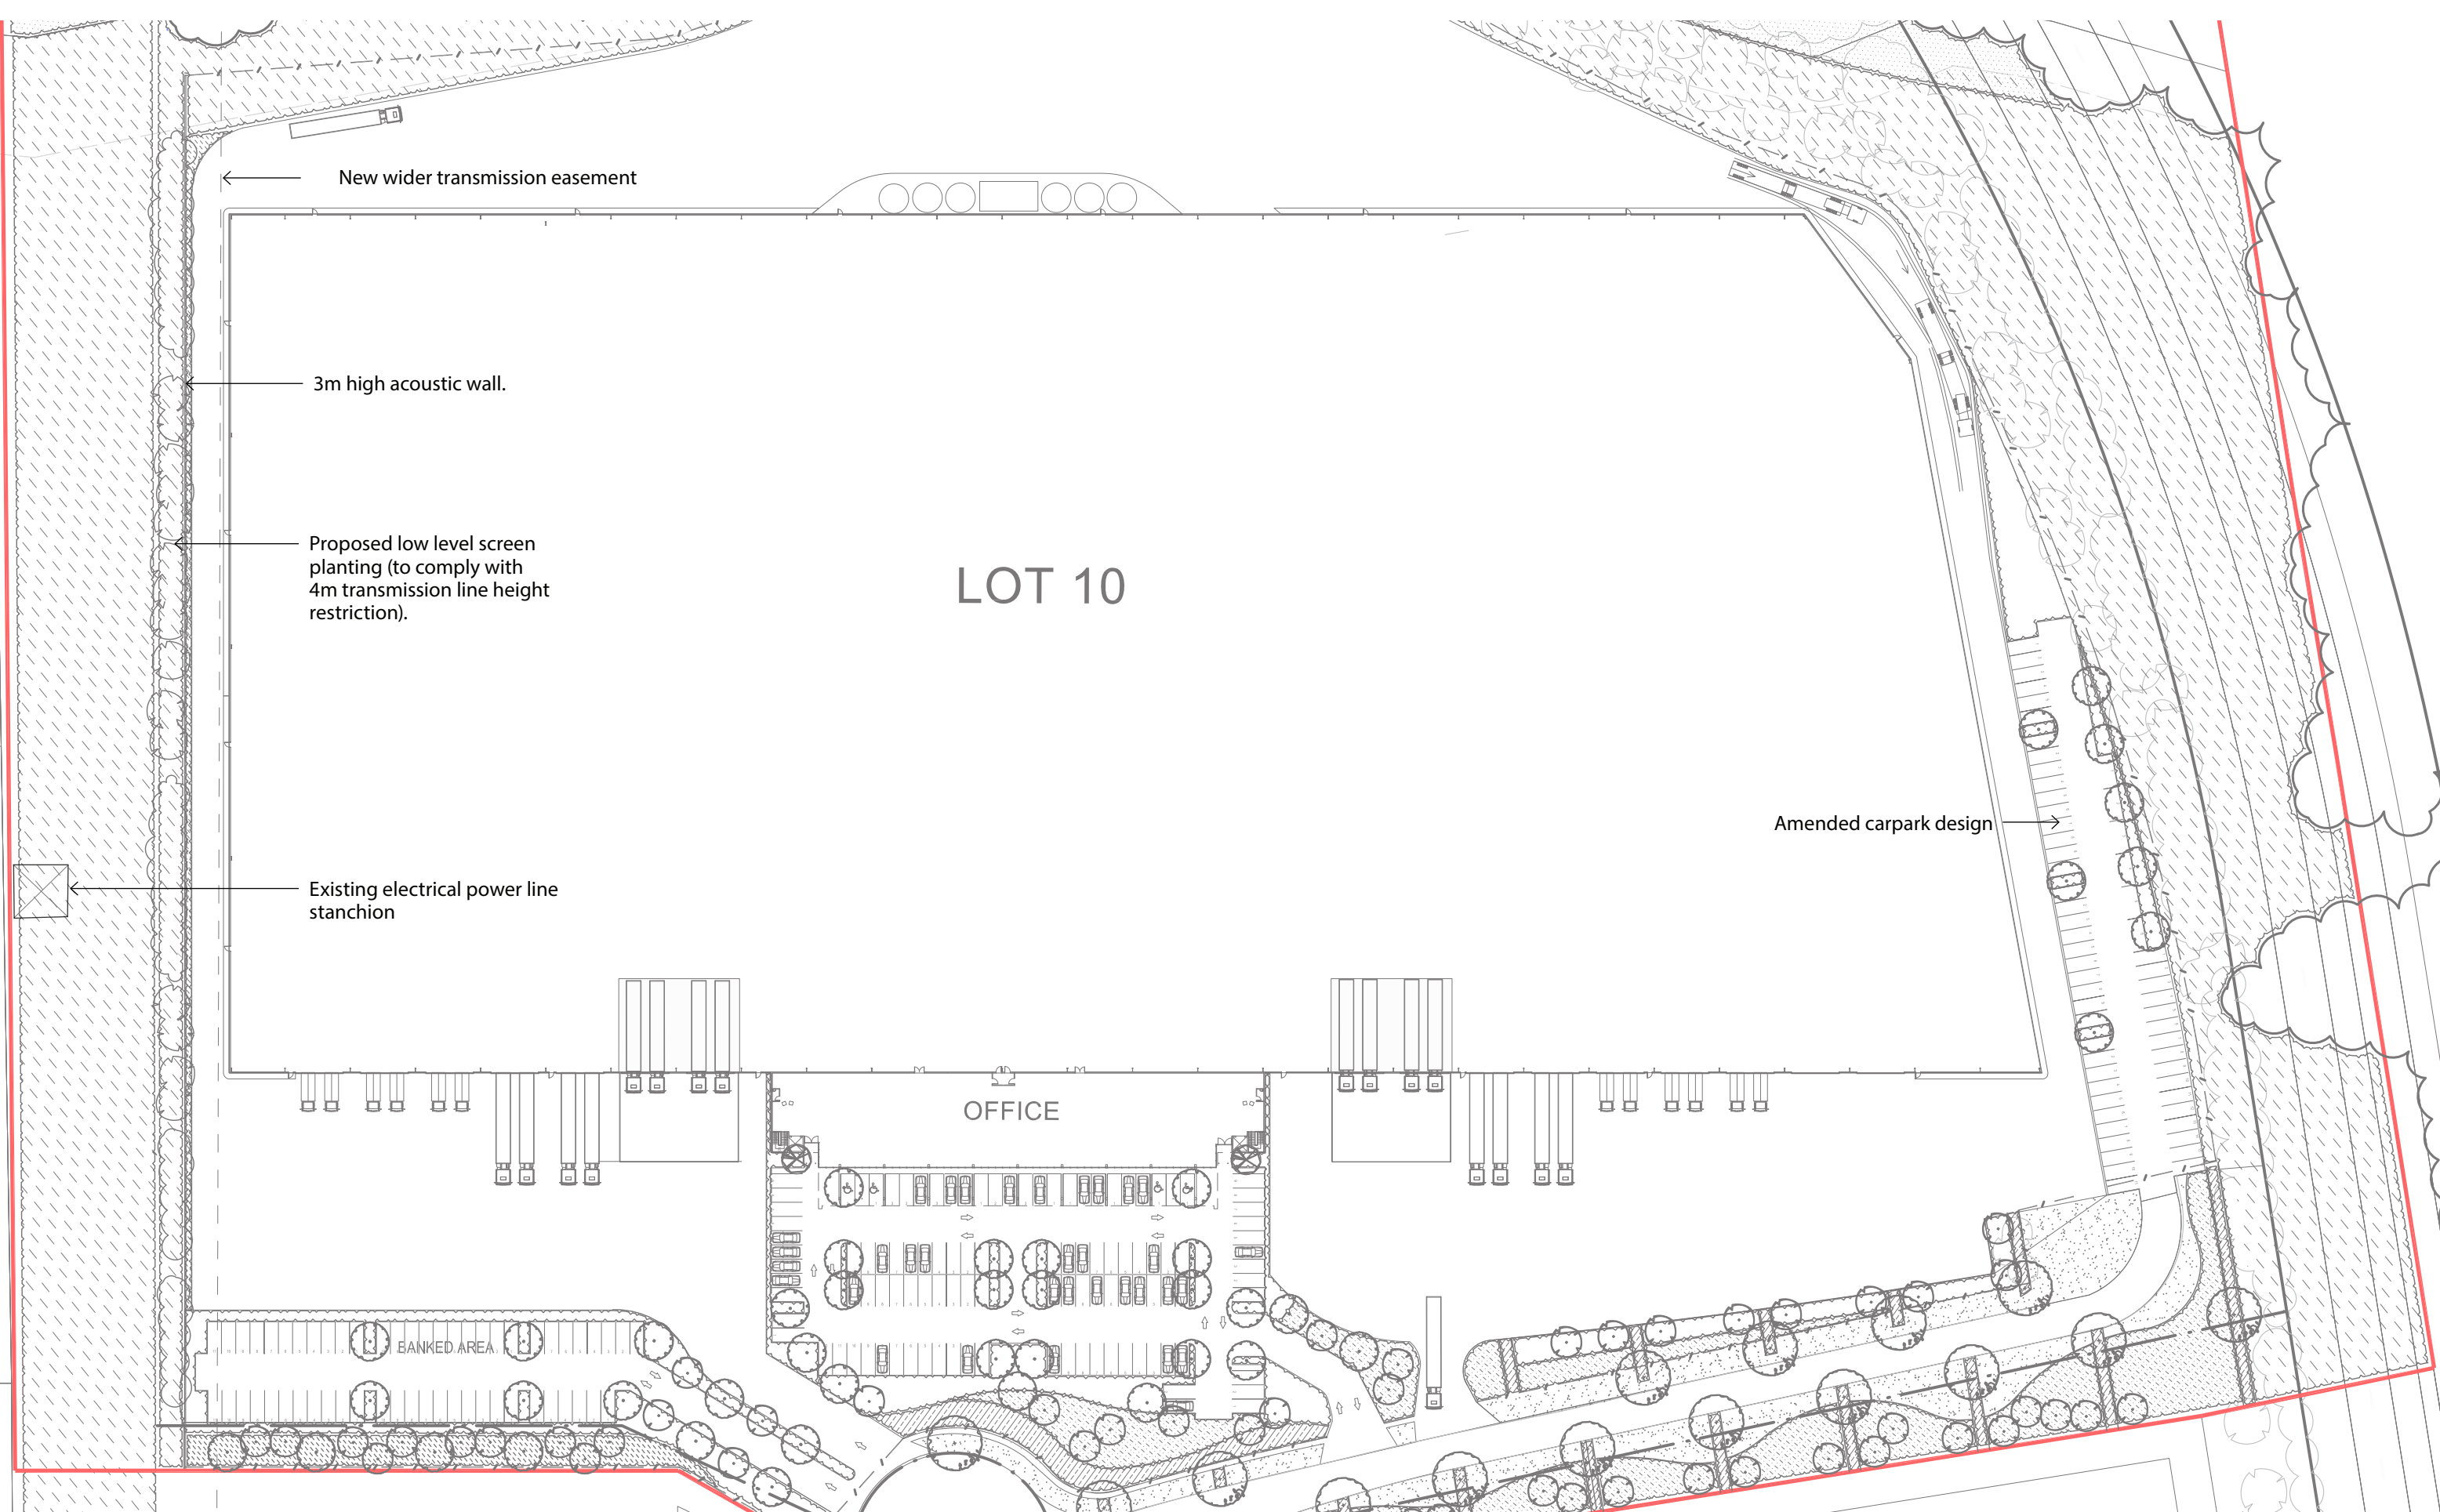 New wider transmission easement
3m high acoustic wall.
Proposed low level screen
planting (to comply with
4m transmission line height
restriction).
LOT 10
Amended carpark design
Existing electrical power line
stanchion
OFFICE
BANKED AREA